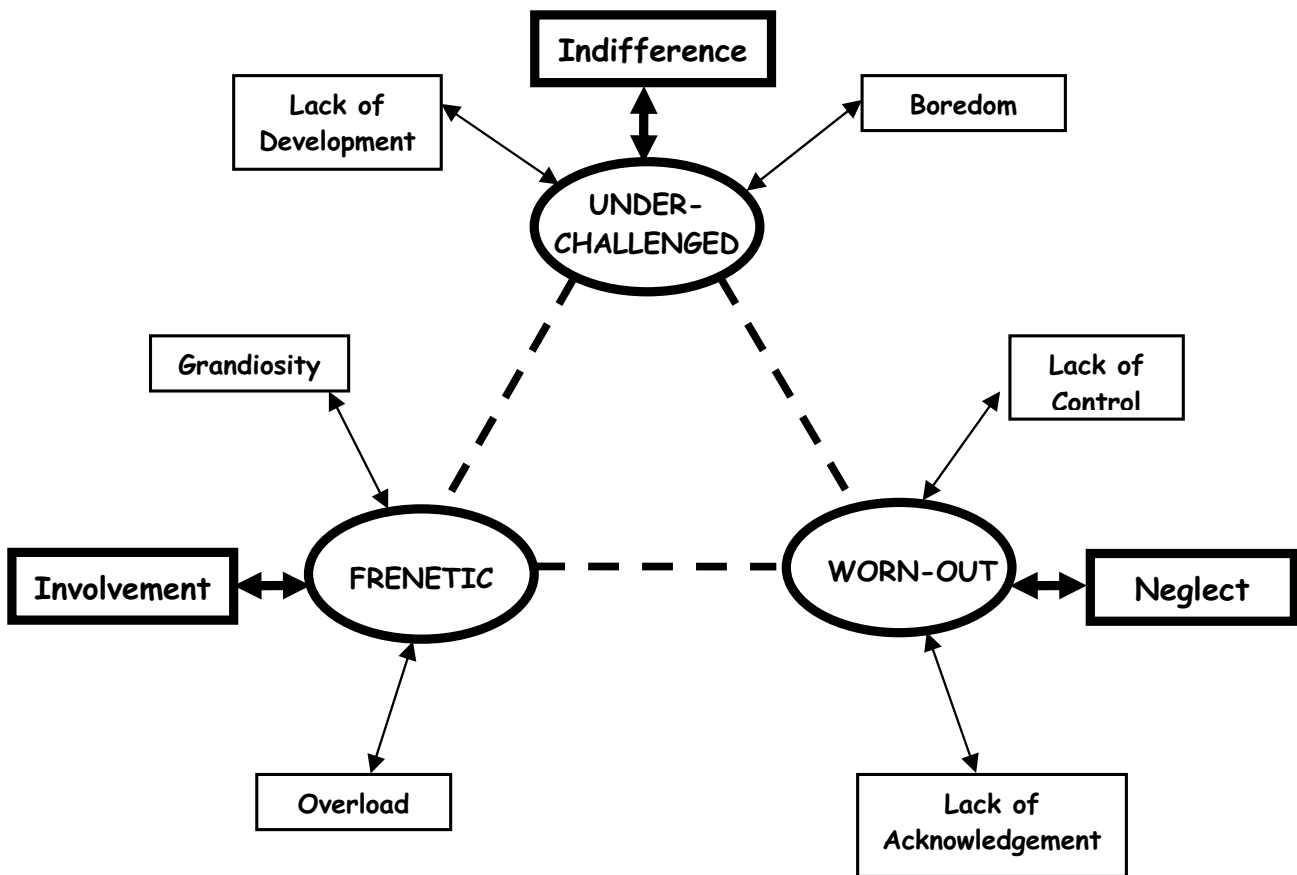 Indifference
Lack of
Development
Boredom
UNDER-
CHALLENGED
Grandiosity
Lack of
Control
Involvement
FRENETIC
WORN-OUT
Neglect
Overload
Lack of
Acknowledgement